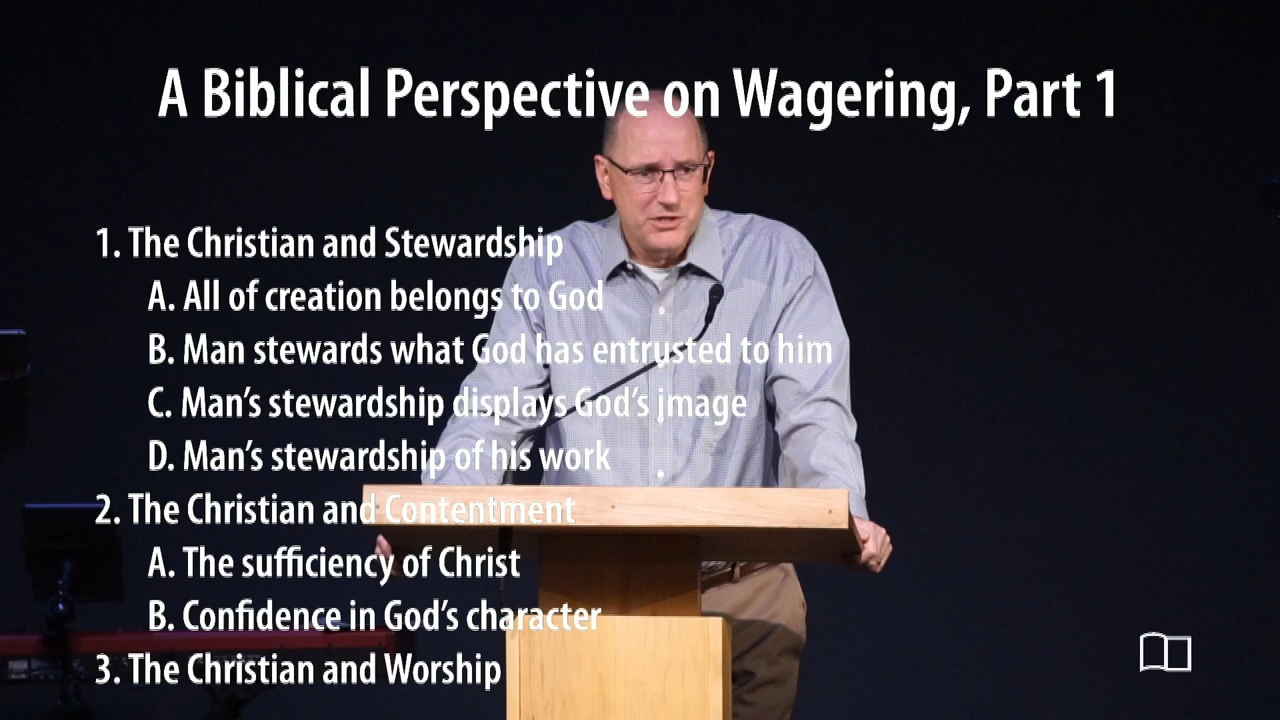 A Biblical Perspective on Wagering, Part 1
1. The Christian and Stewardship
A. All of creation belongs to God
B. Man stewards what God has entrusted to him
C. Man's stewardship displays God's image
D. Man's stewardship of his work
2. The Christian and Contentment
A. The sufficiency of Christ
B. Confidence in God's character
3. The Christian and Worship